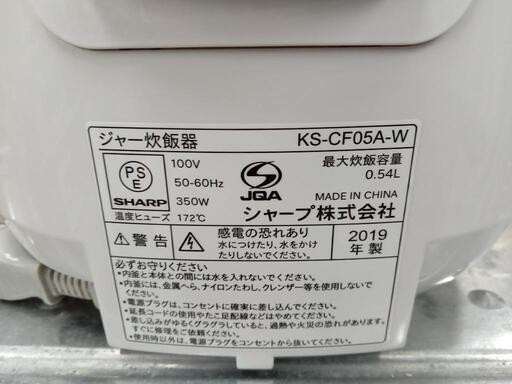 ジャー炊飯器 KS-CF05A-W
PS
E
SHARP
100V
50-60Hz
350W
温度ヒューズ 172℃
JQA
最大炊飯容量
0.54L
MADE IN CHINA
シャープ株式会社
警告
感電の恐れあり
水につけたり、水をかけ
たりしないでください。
2019
年製
必ずお守りください
•内釜と本体との間には水を入れないでください。
•内釜には、金属へら、ナイロンたわし、クレンザー等を使用しない
でください。
•電源プラグは、コンセントに確実に差し込んでください。
•延長コードの使用やたこ足配線などはやめてください。
•差し込みがゆるくグラグラしていると、過熱や火災の恐れがあります。
すぐに修理をご依頼ください。
•使用時以外は、電源プラグをコンセントから抜いてください。